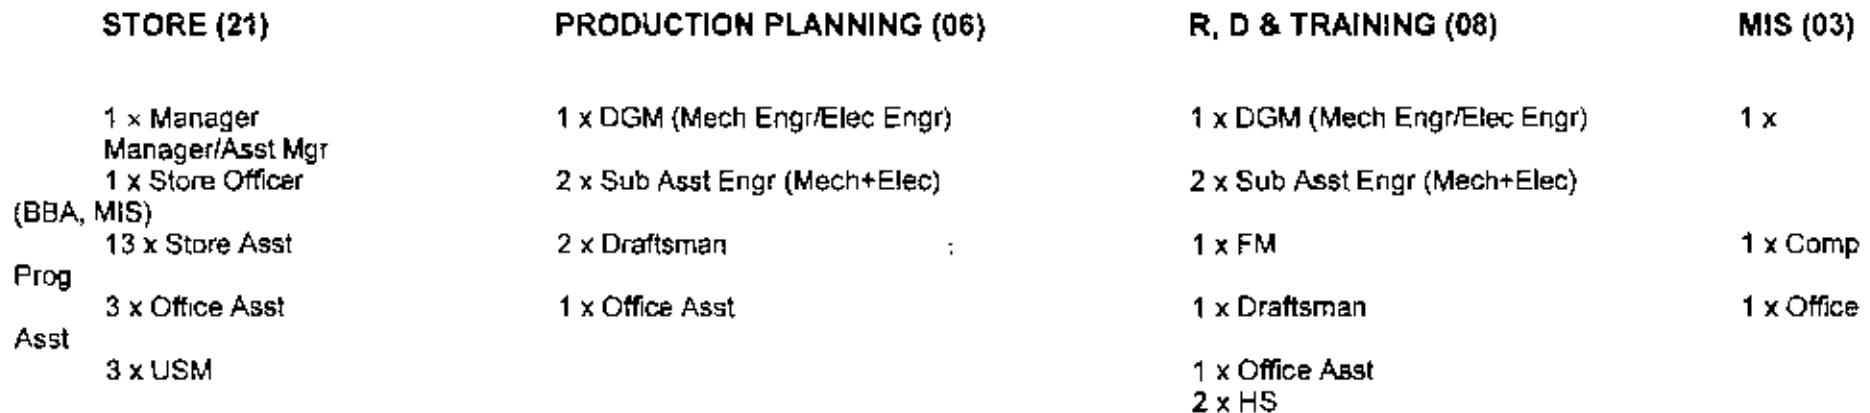 STORE (21) PRODUCTION PLANNING (06) R, D & TRAINING (08) MIS (03)
1 x Manager 1 x DGM (Mech Engr/Elec Engr) 1 x DGM (Mech Engr/Elec Engr) 1 x
Manager/Asst Mgr
1 x Store Officer 2 x Sub Asst Engr (Mech+Elec) 2 x Sub Asst Engr (Mech+Elec)
(BBA, MIS)
13 x Store Asst 2 x Draftsman : 1 x FM 1 x Comp
Prog
3 x Office Asst 1 x Office Asst 1 x Draftsman 1 x Office
Asst
3 x USM 1 x Office Asst
2 x HS